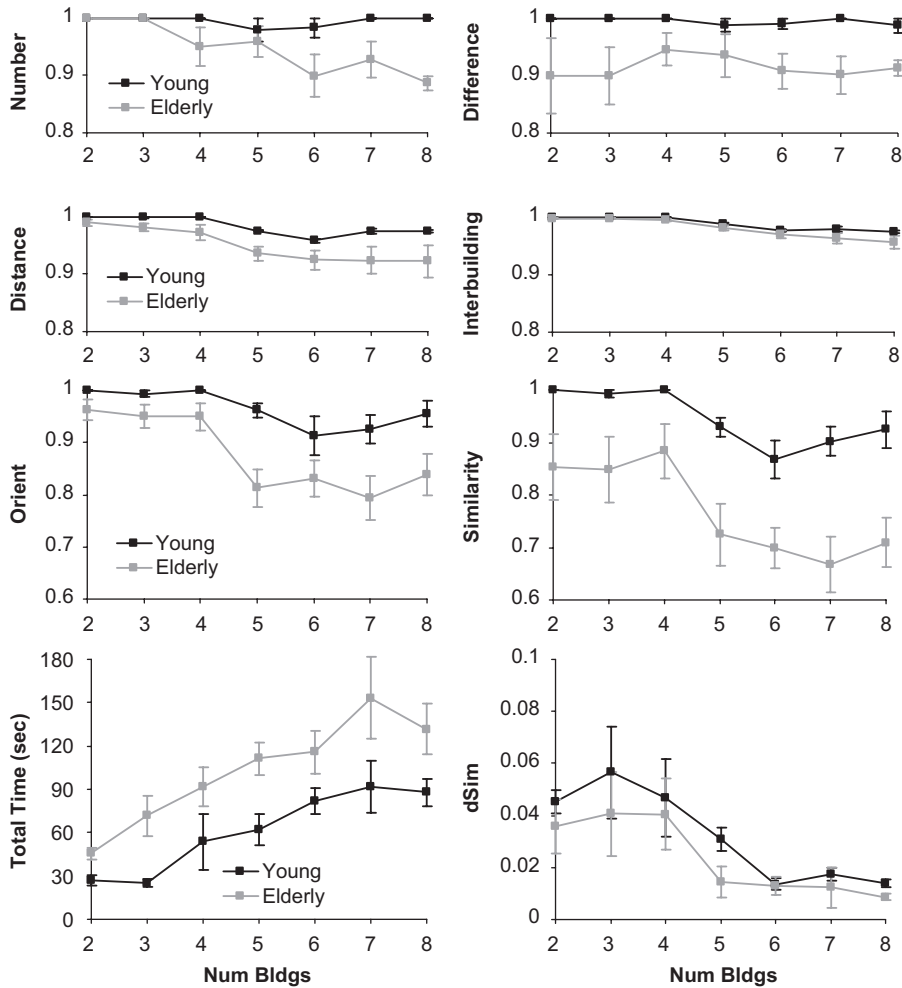 Number
1
0.9
0.8
Young
Elderly
2 3 4 5 6 7 8
Difference
1
0.9
0.8
2 3 4 5 6 7 8
Distance
1
0.9
0.8
Young
Elderly
2 3 4 5 6 7 8
Interbuilding
1
0.9
0.8
2 3 4 5 6 7 8
Orient
1
0.9
0.8
0.7
0.6
Young
Elderly
2 3 4 5 6 7 8
Similarity
1
0.9
0.8
0.7
0.6
2 3 4 5 6 7 8
Total Time (sec)
180
150
120
90
60
30
0
Young
Elderly
2 3 4 5 6 7 8
Num Bldgs
dSim
0.1
0.08
0.06
0.04
0.02
0
2 3 4 5 6 7 8
Num Bldgs